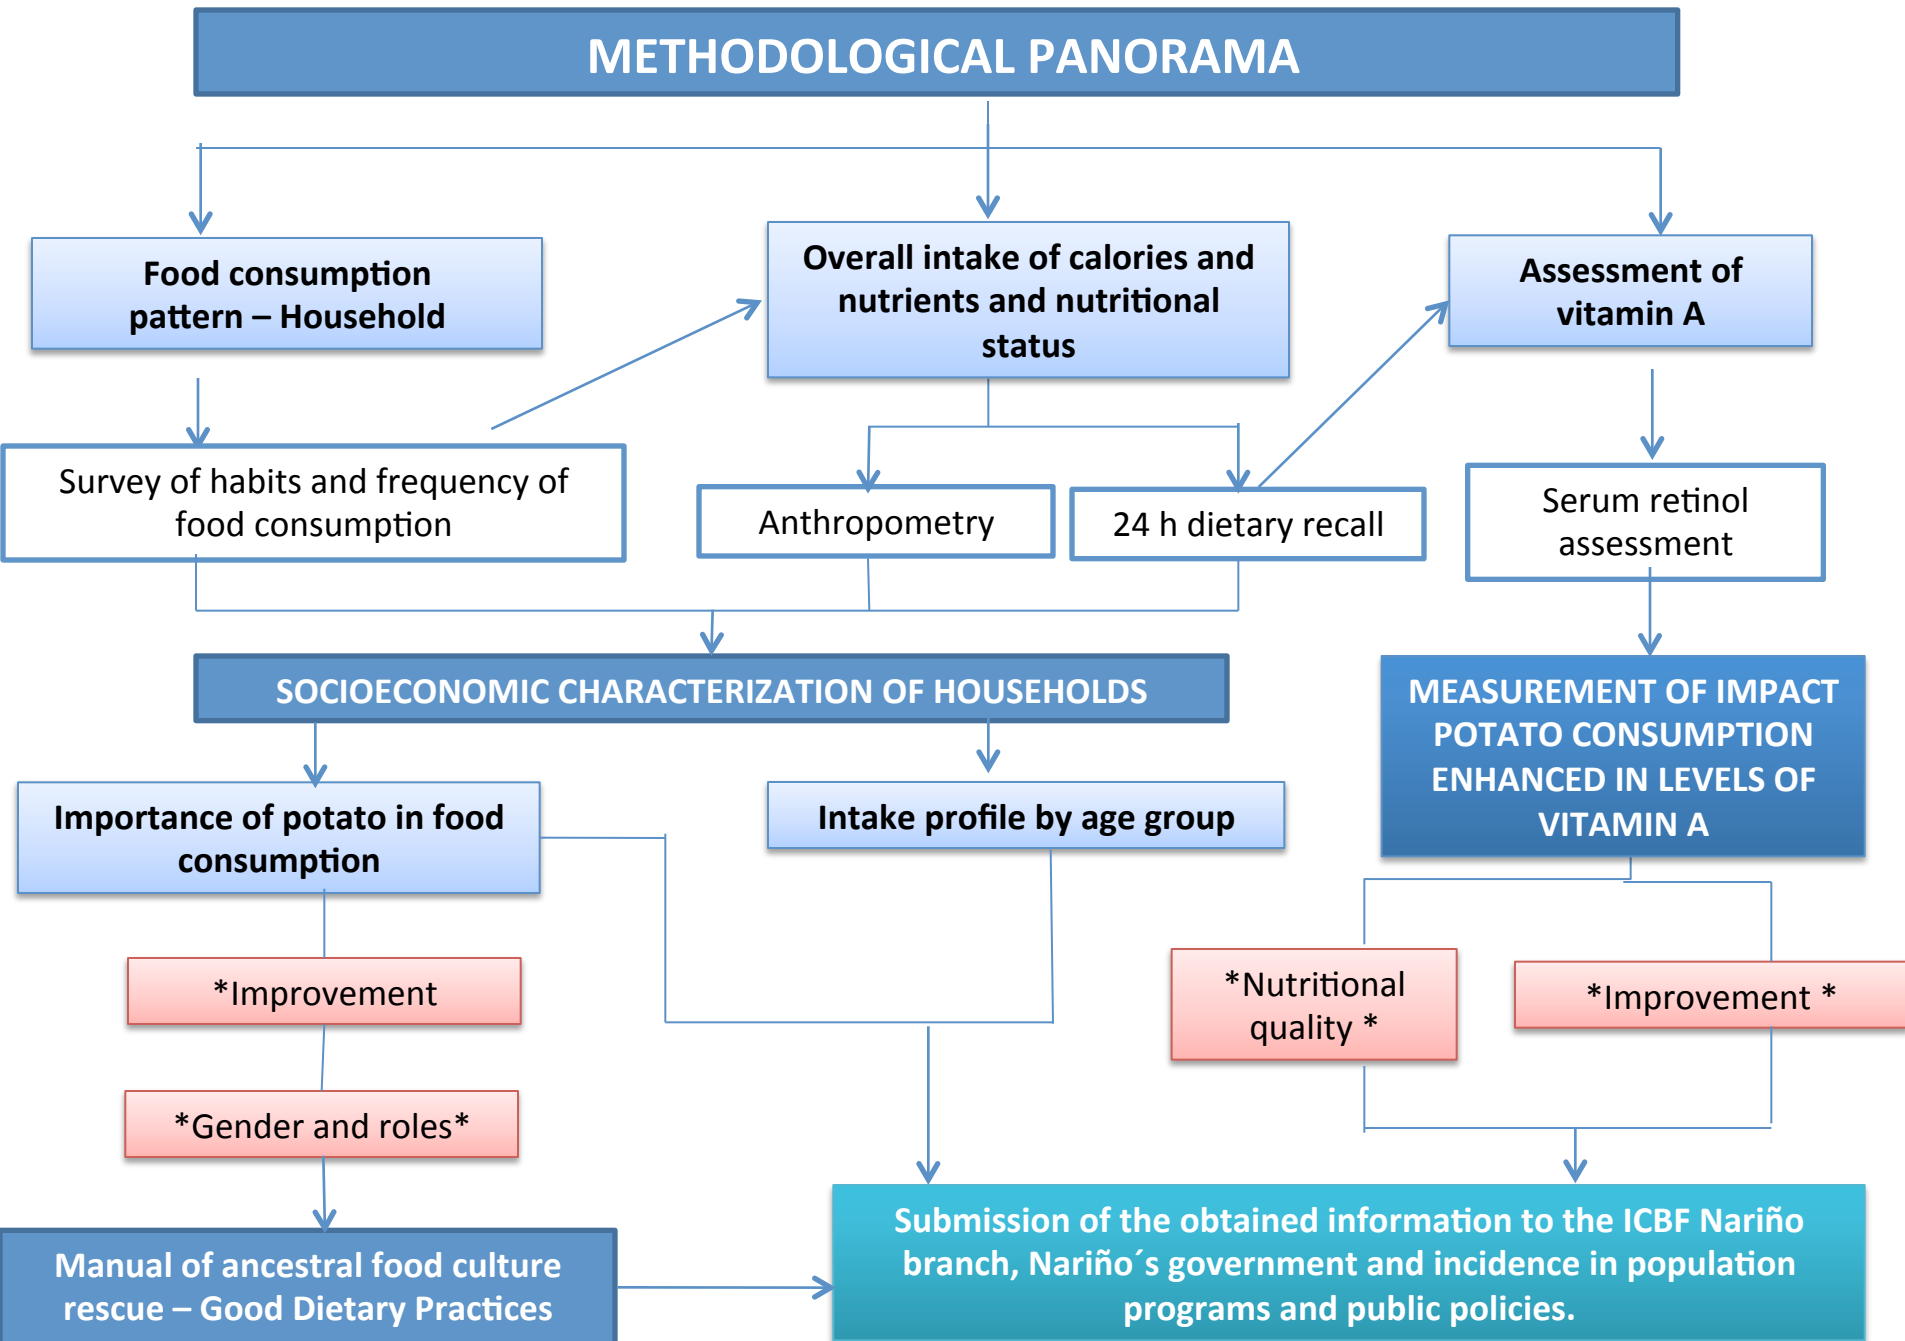 METHODOLOGICAL PANORAMA
Food consumption
pattern – Household
Overall intake of calories and
nutrients and nutritional
status
Assessment of
vitamin A
Survey of habits and frequency of
food consumption
Anthropometry
24 h dietary recall
Serum retinol
assessment
SOCIOECONOMIC CHARACTERIZATION OF HOUSEHOLDS
MEASUREMENT OF IMPACT
POTATO CONSUMPTION
ENHANCED IN LEVELS OF
VITAMIN A
Importance of potato in food
consumption
Intake profile by age group
*Improvement
*Nutritional
quality *
*Improvement *
*Gender and roles*
Manual of ancestral food culture
rescue – Good Dietary Practices
Submission of the obtained information to the ICBF Nariño
branch, Nariño´s government and incidence in population
programs and public policies.